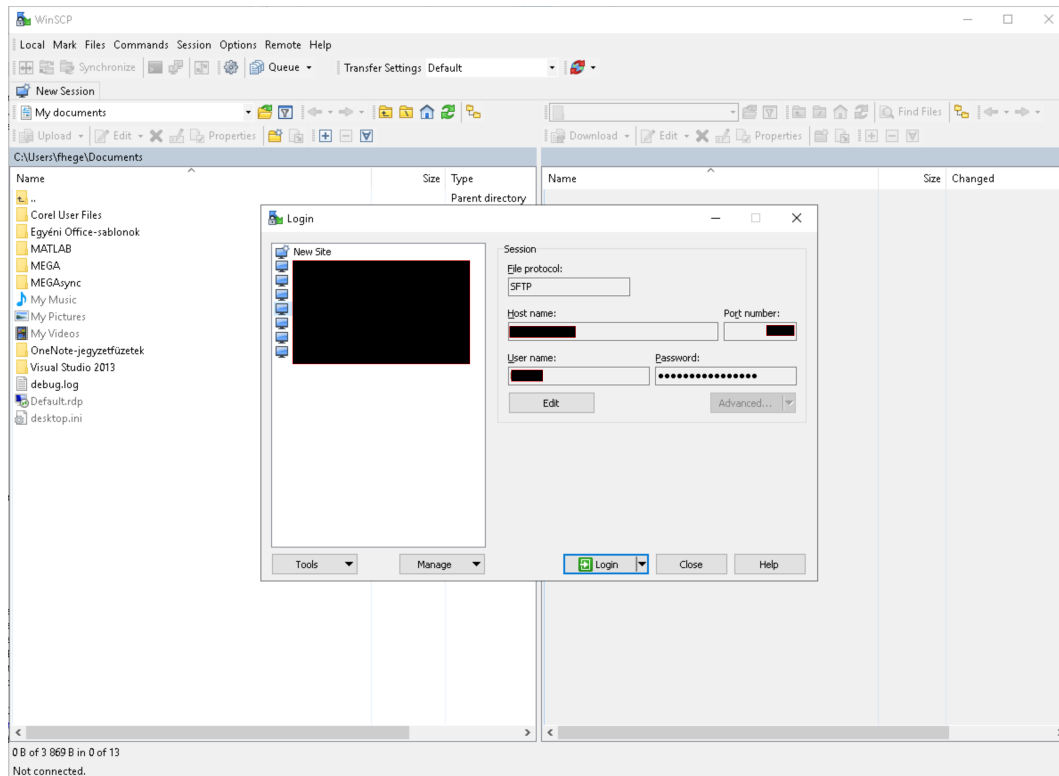 WinSCP
Local Mark Files Commands Session Options Remote Help
Synchronize Queue Transfer Settings Default
New Session
My documents Find Files
Upload Edit Properties Download Edit Properties
C:\Users\fhege\Documents
Name Size Type Name Size Changed
.. Parent directory
Corel User Files
Egyéni Office-sablonok
MATLAB
MEGA
MEGAsync
My Music
My Pictures
My Videos
OneNote-jegyzetfüzetek
Visual Studio 2013
debug.log
Default.rdp
desktop.ini
Login
New Site
Session
File protocol:
SFTP
Host name: Port number:
User name: Password:
••••••••••••••••
Edit Advanced...
Tools Manage Login Close Help
0 B of 3 869 B in 0 of 13
Not connected.